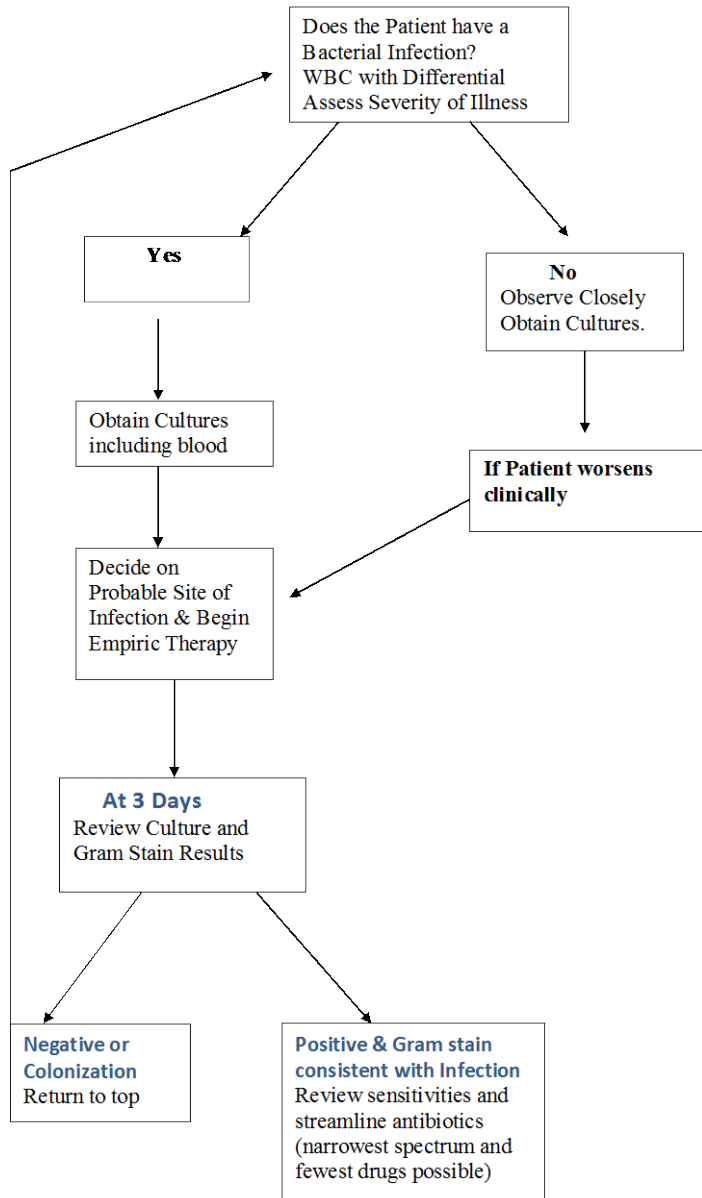 Does the Patient have a
Bacterial Infection?
WBC with Differential
Assess Severity of Illness
Yes
No
Observe Closely
Obtain Cultures.
Obtain Cultures
including blood
If Patient worsens
clinically
Decide on
Probable Site of
Infection & Begin
Empiric Therapy
At 3 Days
Review Culture and
Gram Stain Results
Negative or
Colonization
Return to top
Positive & Gram stain
consistent with Infection
Review sensitivities and
streamline antibiotics
(narrowest spectrum and
fewest drugs possible)